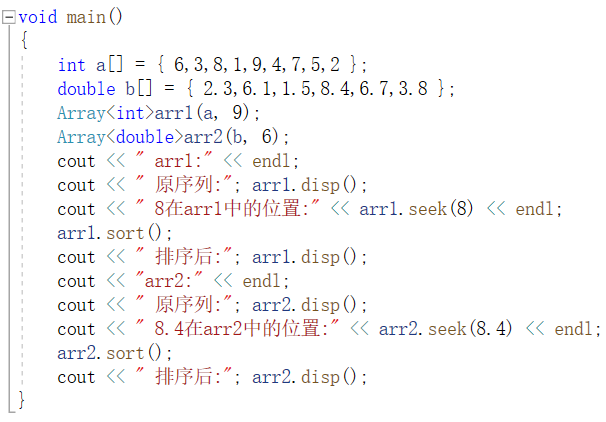 void main()
{
int a[] = { 6,3,8,1,9,4,7,5,2 };
double b[] = { 2.3,6.1,1.5,8.4,6.7,3.8 };
Array<int>arr1(a, 9);
Array<double>arr2(b, 6);
cout << " arr1:" << endl;
cout << " 原序列:"; arr1.disp();
cout << " 8在arr1中的位置:" << arr1.seek(8) << endl;
arr1.sort();
cout << " 排序后:"; arr1.disp();
cout << "arr2:" << endl;
cout << " 原序列:"; arr2.disp();
cout << " 8.4在arr2中的位置:" << arr2.seek(8.4) << endl;
arr2.sort();
cout << " 排序后:"; arr2.disp();
}